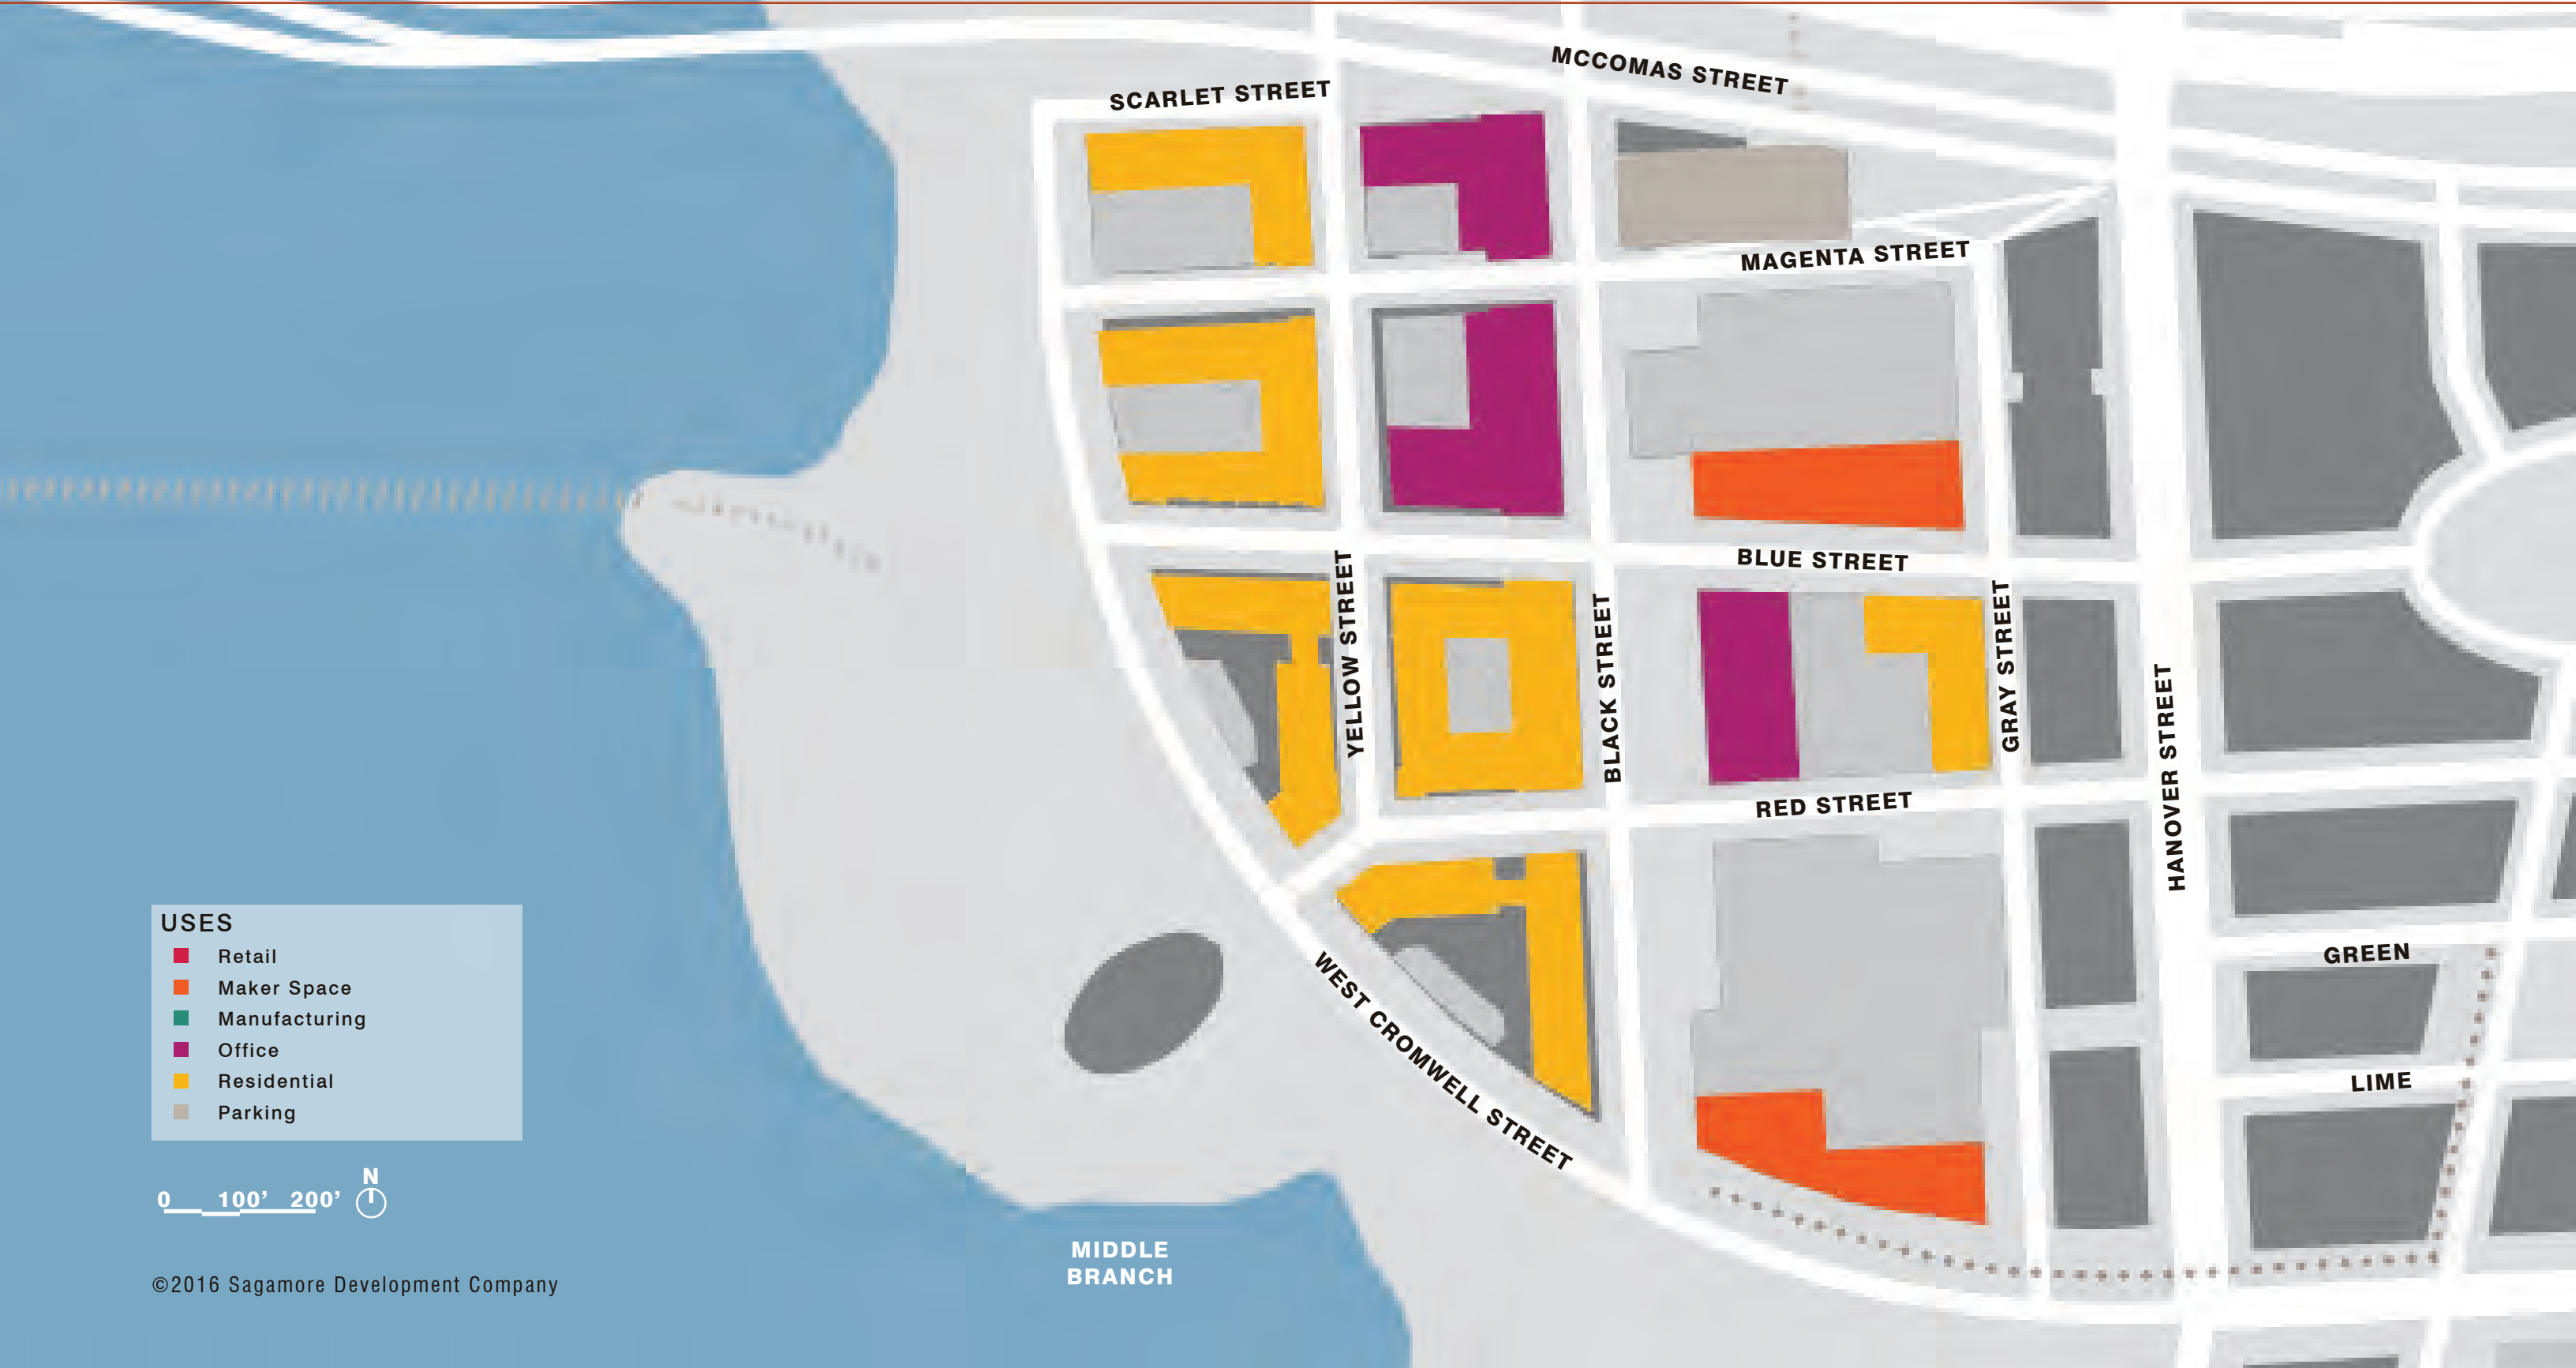 MCCOMAS STREET
SCARLET STREET
MAGENTA STREET
BLUE STREET
YELLOW STREET
BLACK STREET
GRAY STREET
HANOVER STREET
RED STREET
GREEN
LIME
WEST CROMWELL STREET
USES
Retail
Maker Space
Manufacturing
Office
Residential
Parking
N
0 100’ 200’
MIDDLE
BRANCH
©2016 Sagamore Development Company